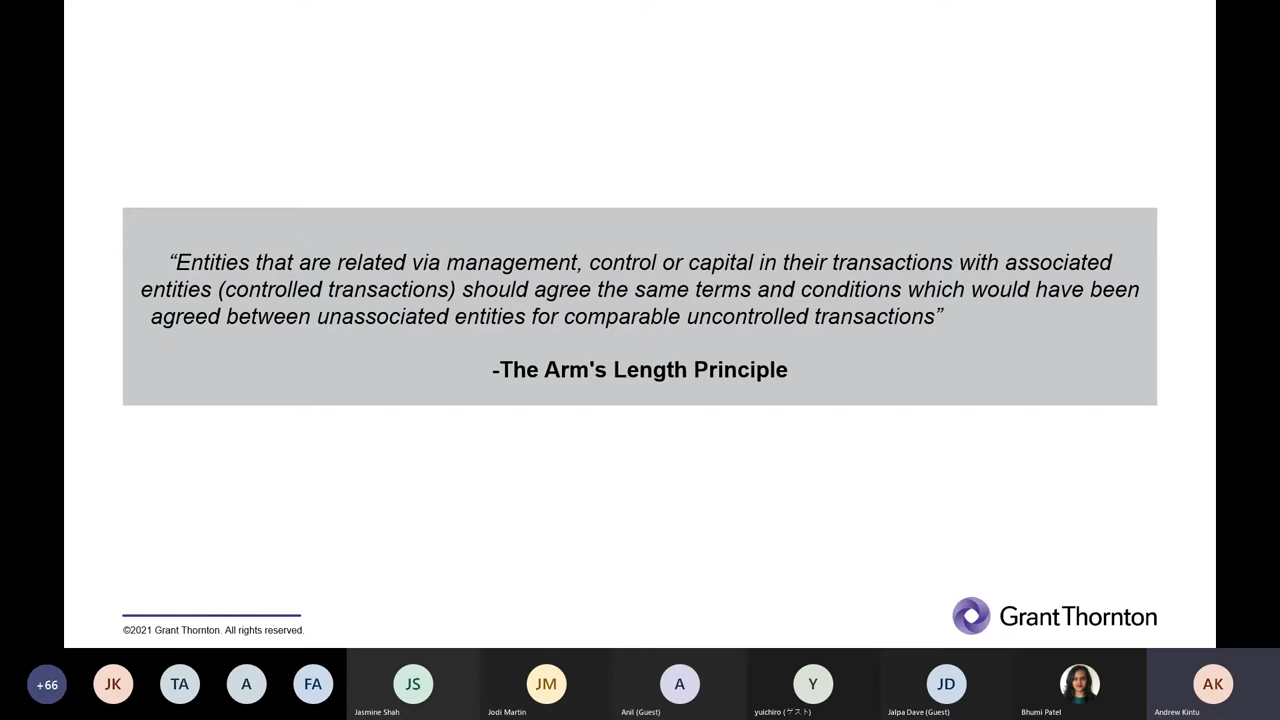 “Entities that are related via management, control or capital in their transactions with associated
entities (controlled transactions) should agree the same terms and conditions which would have been
agreed between unassociated entities for comparable uncontrolled transactions”
-The Arm's Length Principle
©2021 Grant Thornton. All rights reserved.
GrantThornton
+66
JK
TA
A
FA
JS
JM
A
Y
JD
AK
Jasmine Shah
Jodi Martin
Anil (Guest)
yuichiro (ゲスト)
Jalpa Dave (Guest)
Bhumi Patel
Andrew Kintu